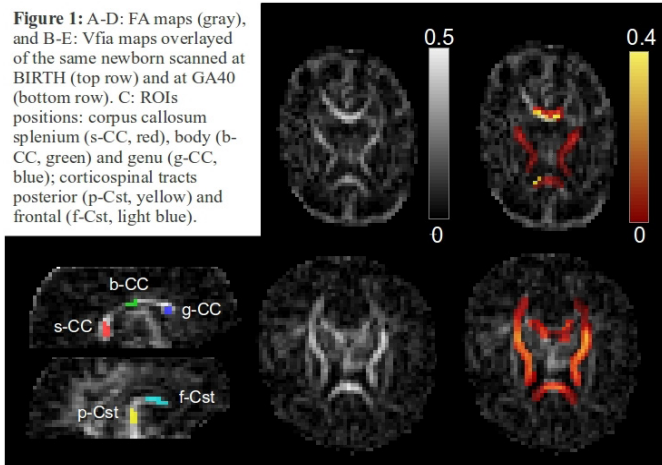 Figure 1: A-D: FA maps (gray),
and B-E: Vfia maps overlayed
of the same newborn scanned at
BIRTH (top row) and at GA40
(bottom row). C: ROIs
positions: corpus callosum
splenium (s-CC, red), body (b-
CC, green) and genu (g-CC,
blue); corticospinal tracts
posterior (p-Cst, yellow) and
frontal (f-Cst, light blue).
0.5
0
0.4
0
b-CC
g-CC
s-CC
f-Cst
p-Cst